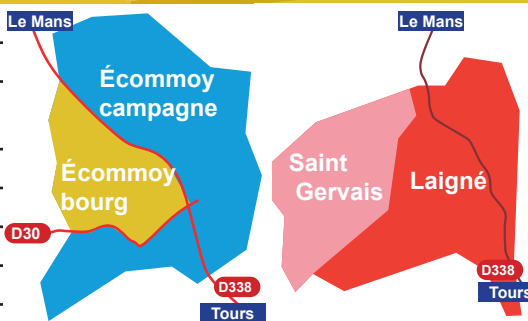 Le Mans
Écommoy
campagne
Écommoy
bourg
D30
D338
Tours
Le Mans
Saint
Gervais
Laigné
D338
Tours